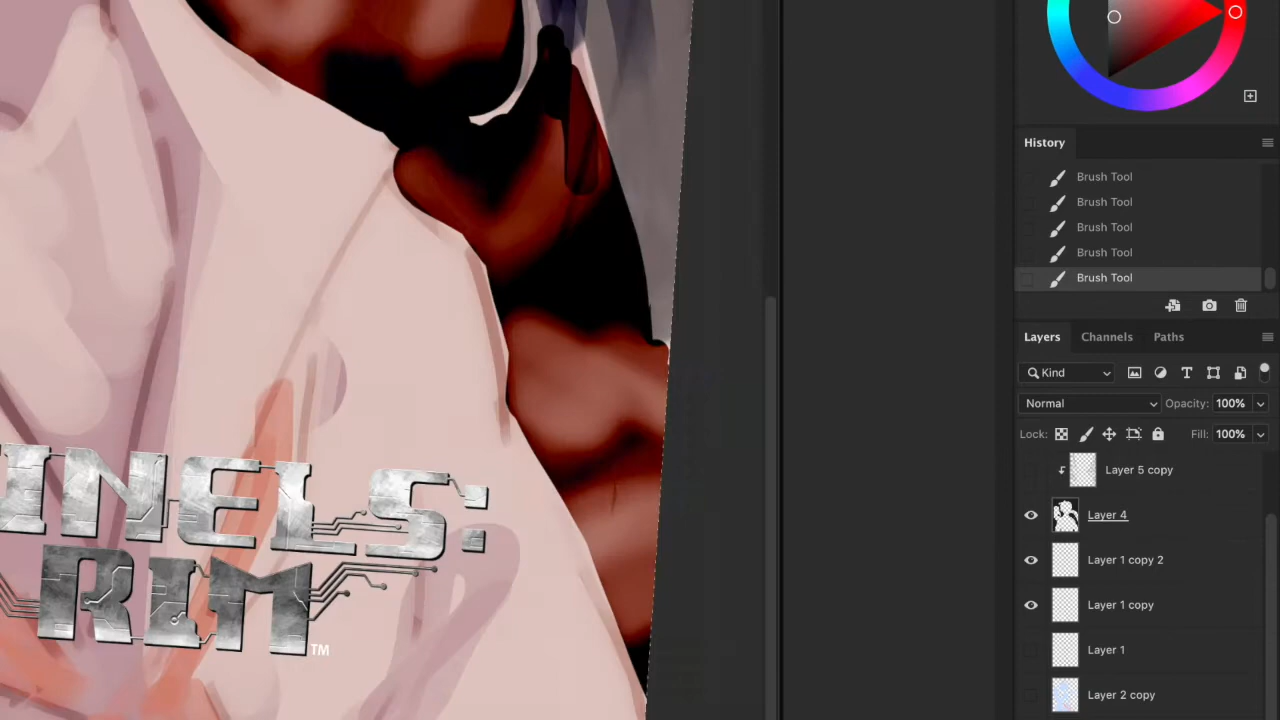 History
Brush Tool
Brush Tool
Brush Tool
Brush Tool
Brush Tool
Layers Channels Paths
Kind
Normal Opacity: 100%
Lock: Fill: 100%
Layer 5 copy
Layer 4
Layer 1 copy 2
Layer 1 copy
Layer 1
Layer 2 copy
INELS:
RIM™